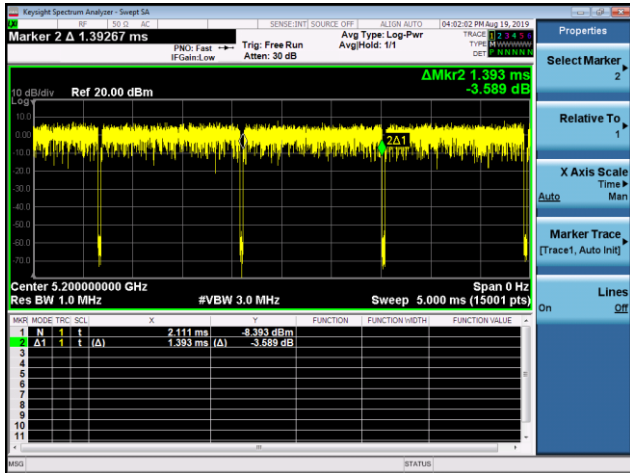 Keysight Spectrum Analyzer - Swept SA
RF 50 Ω AC SENSE:INT SOURCE OFF ALIGN AUTO 04:02:02 PM Aug 19, 2019
Marker 2 Δ 1.39267 ms
PNO: Fast
IFGain:Low
Trig: Free Run
Atten: 30 dB
Avg Type: Log-Pwr
Avg|Hold: 1/1
TRACE 1 2 3 4 5 6
TYPE M W W W W W
DET P N N N N N
ΔMkr2 1.393 ms
-3.589 dB
10 dB/div Ref 20.00 dBm
Log
10.0
0.00
-10.0
-20.0
-30.0
-40.0
-50.0
-60.0
-70.0
2Δ1
Center 5.200000000 GHz Span 0 Hz
Res BW 1.0 MHz #VBW 3.0 MHz Sweep 5.000 ms (15001 pts)
MKR MODE TRC SCL X Y FUNCTION FUNCTION WIDTH FUNCTION VALUE
1 N 1 t 2.111 ms -8.393 dBm
2 Δ1 1 t (Δ) 1.393 ms (Δ) -3.589 dB
3
4
5
6
7
8
9
10
11
MSG STATUS
Properties
Select Marker
2
Relative To
1
X Axis Scale
Time
Auto Man
Marker Trace
[Trace1, Auto Init]
Lines
On Off